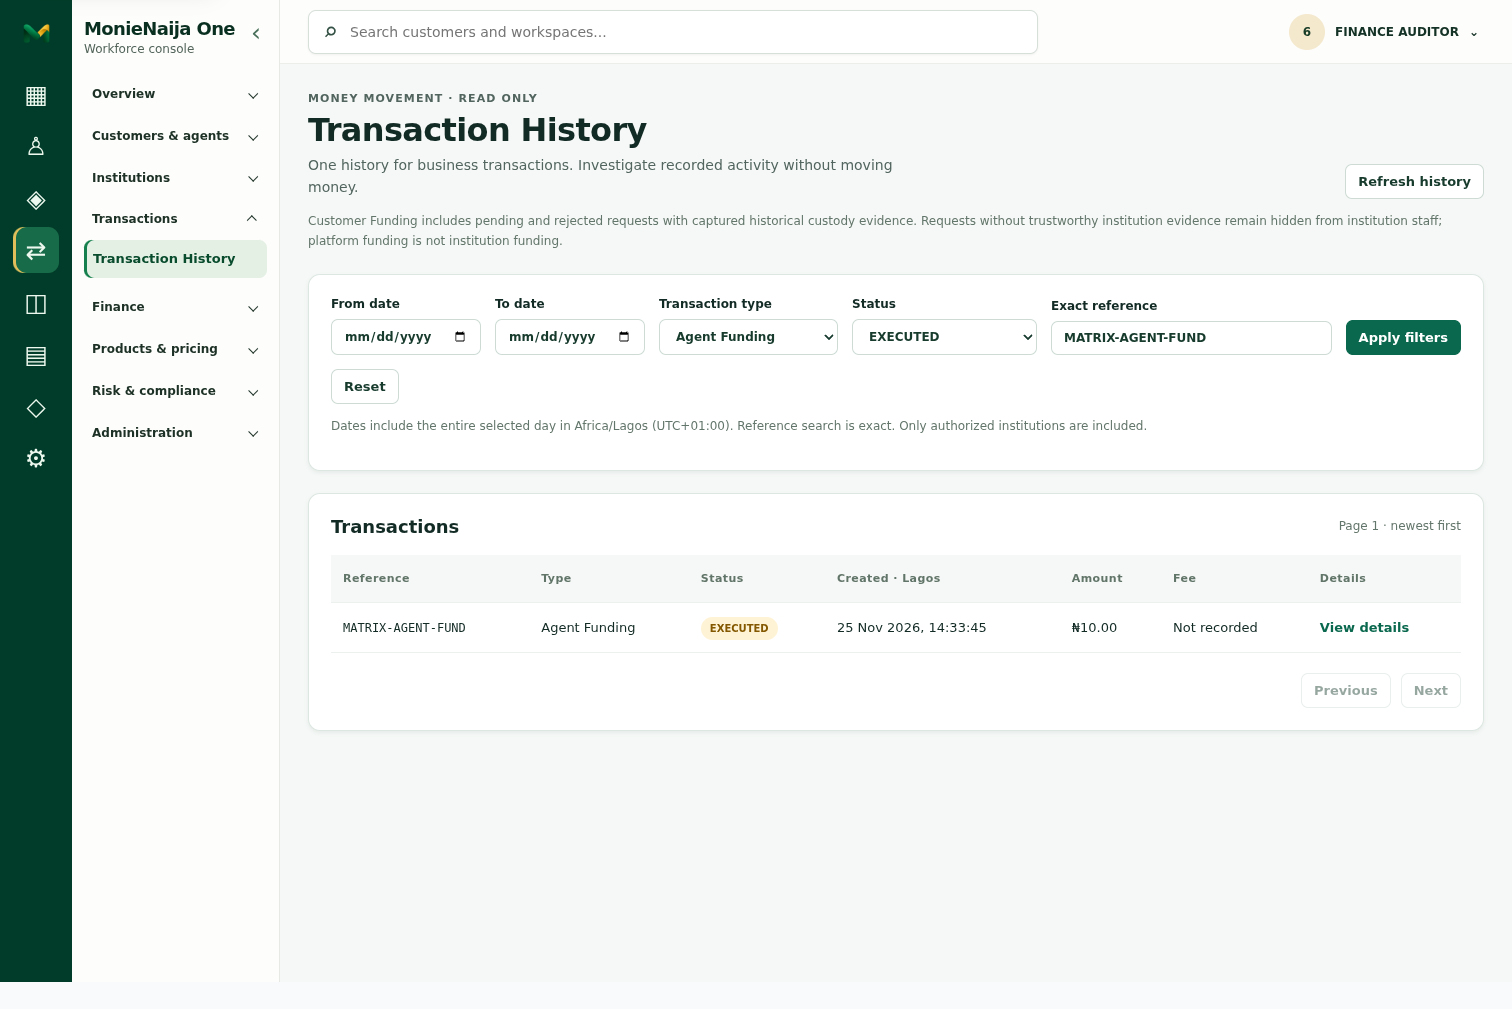 MonieNaija One
Workforce console
Search customers and workspaces...
6
FINANCE AUDITOR
Overview
Customers & agents
Institutions
Transactions
Transaction History
Finance
Products & pricing
Risk & compliance
Administration
MONEY MOVEMENT · READ ONLY
Transaction History
One history for business transactions. Investigate recorded activity without moving
money.
Refresh history
Customer Funding includes pending and rejected requests with captured historical custody evidence. Requests without trustworthy institution evidence remain hidden from institution staff;
platform funding is not institution funding.
From date
To date
Transaction type
Status
Exact reference
mm/dd/yyyy
mm/dd/yyyy
Agent Funding
EXECUTED
MATRIX-AGENT-FUND
Apply filters
Reset
Dates include the entire selected day in Africa/Lagos (UTC+01:00). Reference search is exact. Only authorized institutions are included.
Transactions
Page 1 · newest first
Reference Type Status Created · Lagos Amount Fee Details
MATRIX-AGENT-FUND Agent Funding EXECUTED 25 Nov 2026, 14:33:45 ₦10.00 Not recorded View details
Previous Next